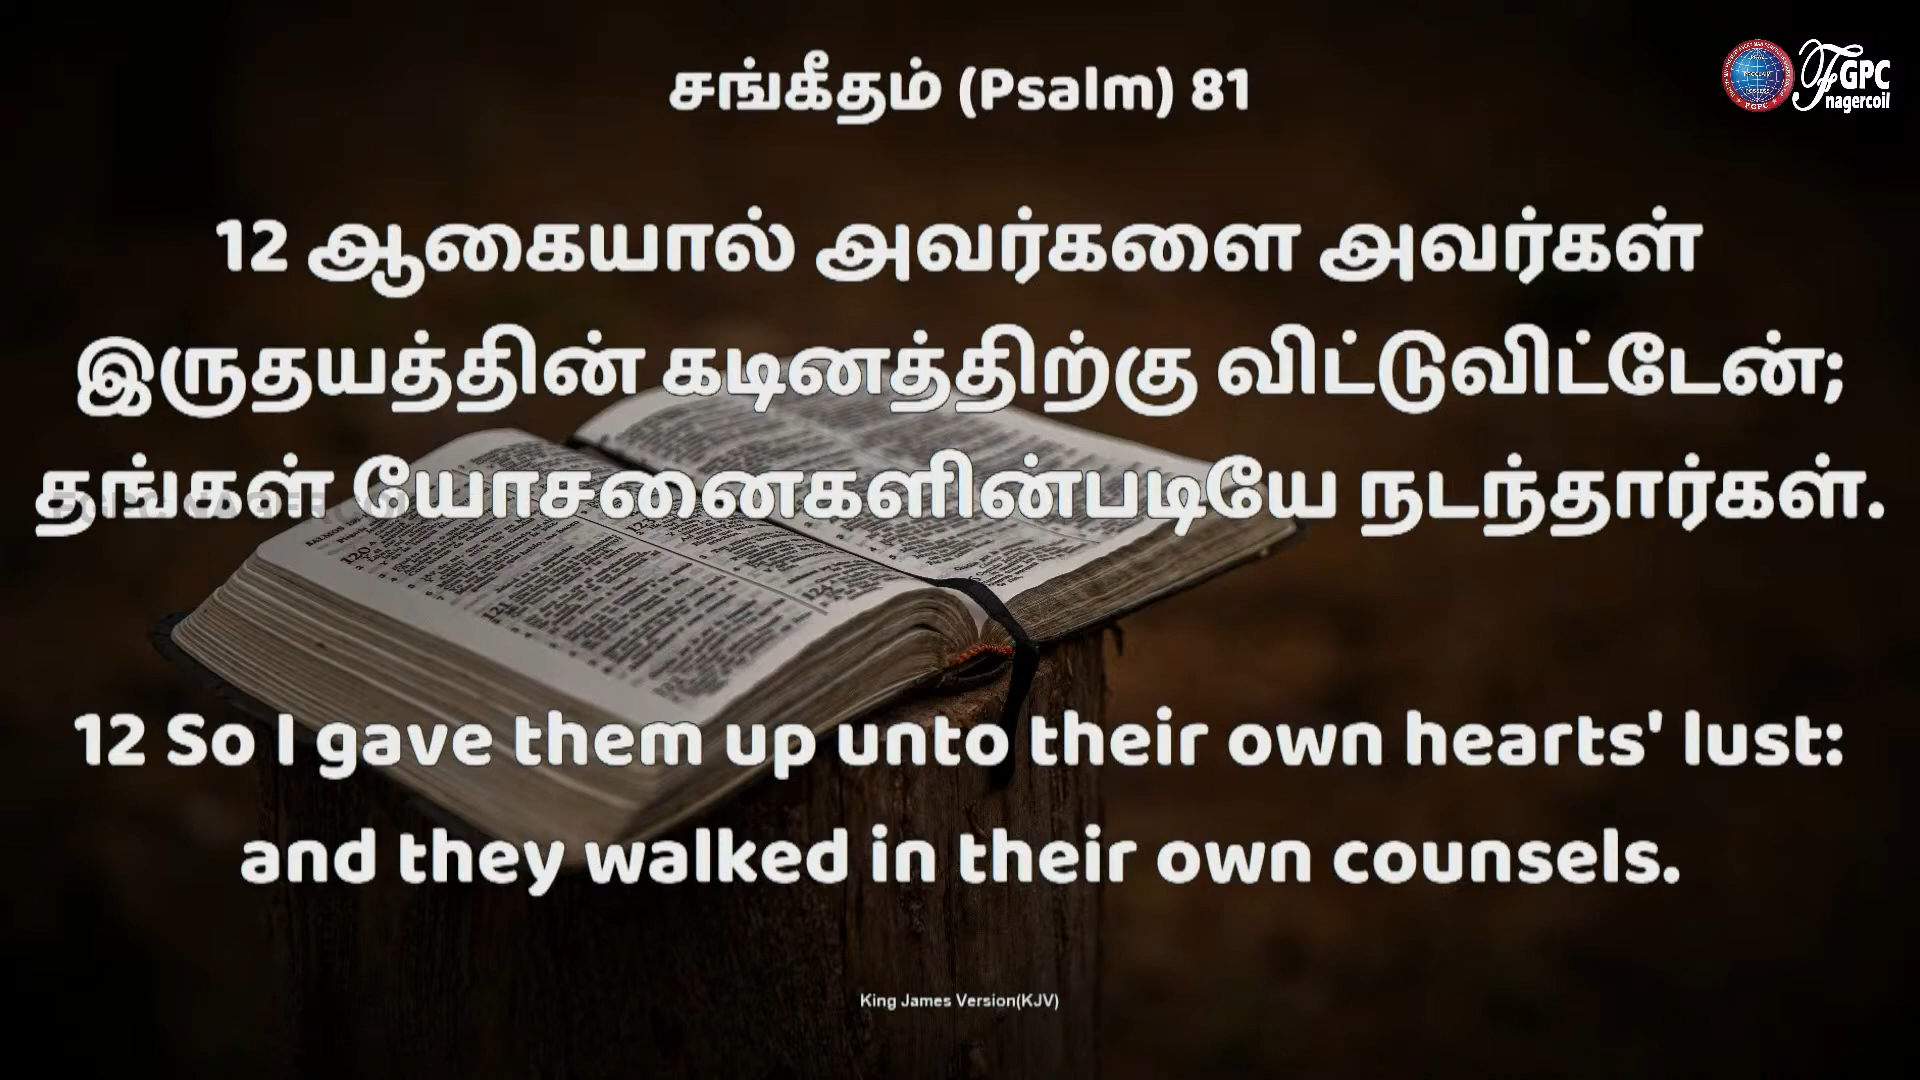 சங்கீதம் (Psalm) 81
FGPC
nagercoil
12 ஆகையால் அவர்களை அவர்கள்
இருதயத்தின் கடினத்திற்கு விட்டுவிட்டேன்;
தங்கள் யோசனைகளின்படியே நடந்தார்கள்.
12 So I gave them up unto their own hearts' lust:
and they walked in their own counsels.
King James Version(KJV)